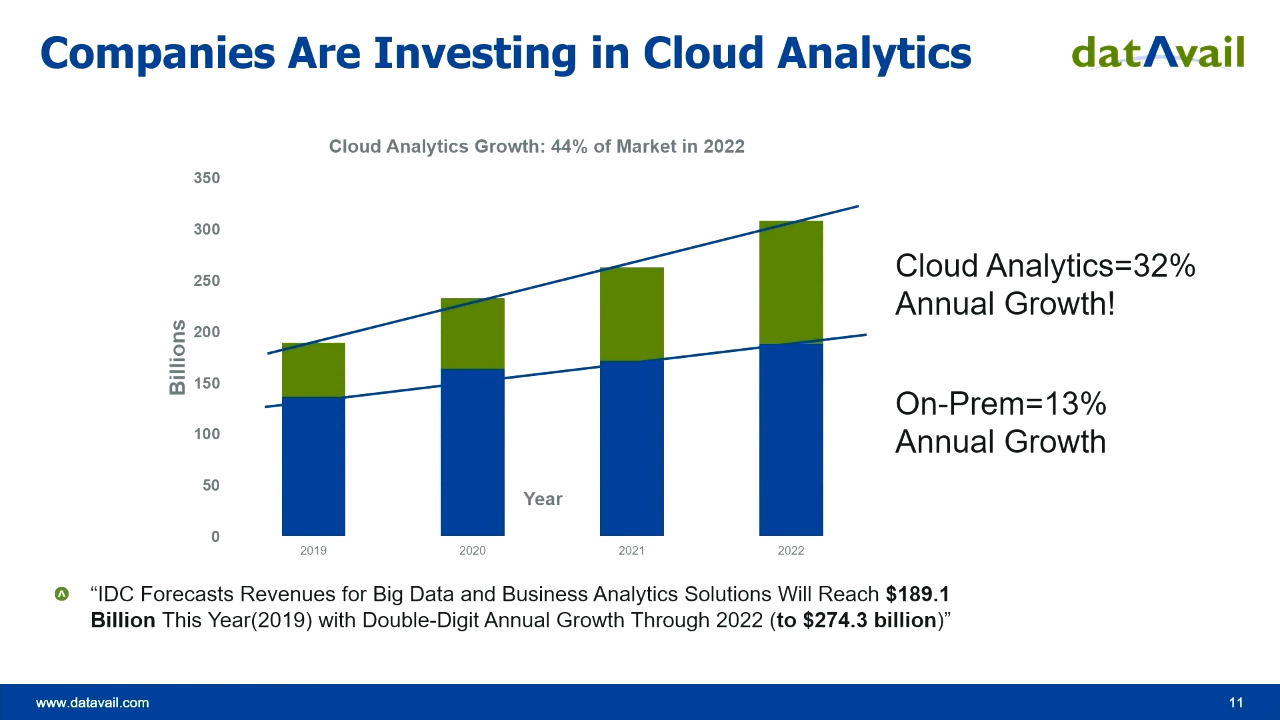 Companies Are Investing in Cloud Analytics
datAvail
Cloud Analytics Growth: 44% of Market in 2022
350
300
250
200
150
100
50
0
Billions
Year
2019
2020
2021
2022
Cloud Analytics=32%
Annual Growth!
On-Prem=13%
Annual Growth
“IDC Forecasts Revenues for Big Data and Business Analytics Solutions Will Reach $189.1
Billion This Year(2019) with Double-Digit Annual Growth Through 2022 (to $274.3 billion)”
www.datavail.com
11